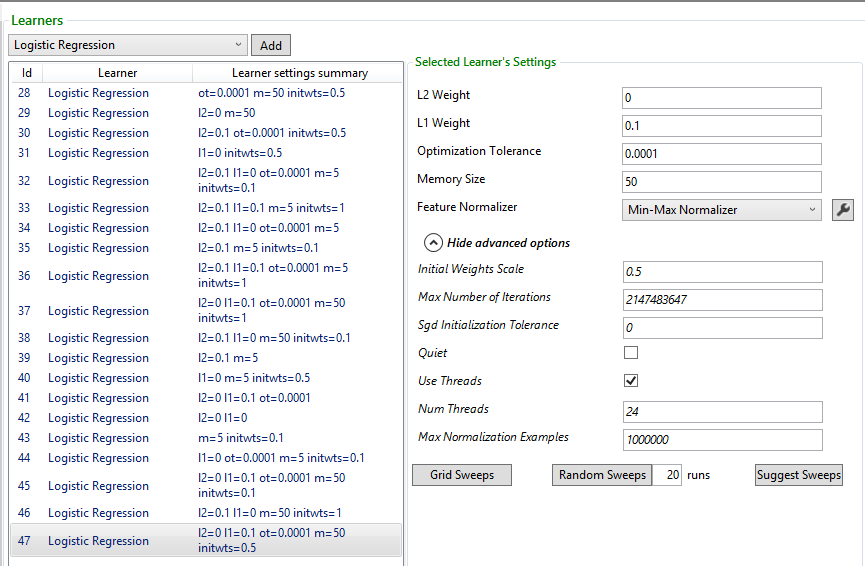 Learners
Logistic Regression
Add
Id Learner Learner settings summary
28 Logistic Regression ot=0.0001 m=50 initwts=0.5
29 Logistic Regression l2=0 m=50
30 Logistic Regression l2=0.1 ot=0.0001 initwts=0.5
31 Logistic Regression l1=0 initwts=0.5
32 Logistic Regression l2=0.1 l1=0 ot=0.0001 m=5
initwts=0.1
33 Logistic Regression l2=0.1 l1=0.1 m=5 initwts=1
34 Logistic Regression l2=0.1 l1=0 ot=0.0001 m=5
35 Logistic Regression l2=0.1 m=5 initwts=0.1
36 Logistic Regression l2=0.1 l1=0.1 ot=0.0001 m=5
initwts=1
37 Logistic Regression l2=0 l1=0.1 ot=0.0001 m=50
initwts=1
38 Logistic Regression l2=0.1 l1=0 m=50 initwts=0.1
39 Logistic Regression l2=0.1 m=5
40 Logistic Regression l1=0 m=5 initwts=0.5
41 Logistic Regression l2=0 l1=0.1 ot=0.0001
42 Logistic Regression l2=0 l1=0
43 Logistic Regression m=5 initwts=0.1
44 Logistic Regression l1=0 ot=0.0001 m=5 initwts=0.1
45 Logistic Regression l2=0 l1=0.1 ot=0.0001 m=50
initwts=0.1
46 Logistic Regression l2=0.1 l1=0 m=50 initwts=1
47 Logistic Regression l2=0 l1=0.1 ot=0.0001 m=50
initwts=0.5
Selected Learner's Settings
L2 Weight 0
L1 Weight 0.1
Optimization Tolerance 0.0001
Memory Size 50
Feature Normalizer Min-Max Normalizer
Hide advanced options
Initial Weights Scale 0.5
Max Number of Iterations 2147483647
Sgd Initialization Tolerance 0
Quiet
Use Threads
Num Threads 24
Max Normalization Examples 1000000
Grid Sweeps Random Sweeps 20 runs Suggest Sweeps